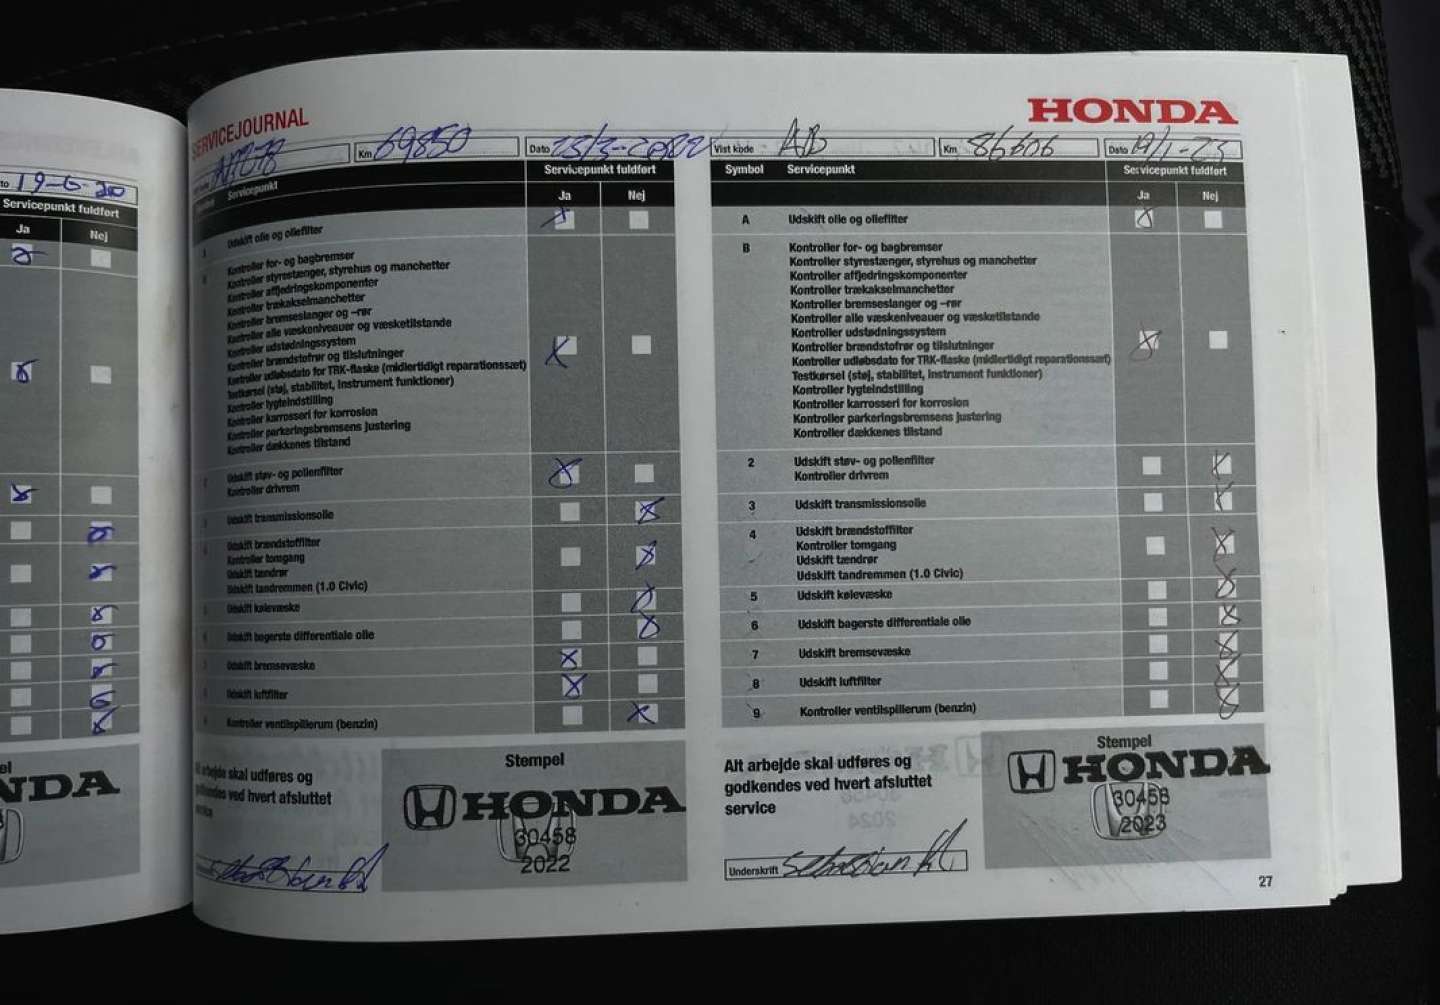 to 19-6-20
Servicepunkt fuldført
Ja Nej
HONDA
SERVICEJOURNAL
Km 69850
Dato 25/3-2022
Servicepunkt
Servicepunkt fuldført
Ja Nej
Udskift olie og oliefilter
Kontroller for- og bagbremser
Kontroller styrestænger, styrehus og manchetter
Kontroller affjedringskomponenter
Kontroller trækakselmanchetter
Kontroller bremseslanger og –rør
Kontroller alle væskeniveauer og væsketilstande
Kontroller udstødningssystem
Kontroller brændstofrør og tilslutninger
Kontroller udløbsdato for TRK-flaske (midlertidigt reparationssæt)
Testkørsel (støj, stabilitet, instrument funktioner)
Kontroller lygteindstilling
Kontroller karrosseri for korrosion
Kontroller parkeringsbremsens justering
Kontroller dækkenes tilstand
Udskift støv- og pollenfilter
Kontroller drivrem
Udskift transmissionsolie
Udskift brændstoffilter
Kontroller tomgang
Udskift tændrør
Udskift tandremmen (1.0 Civic)
Udskift kølevæske
Udskift bagerste differentiale olie
Udskift bremsevæske
Udskift luftfilter
Kontroller ventilspillerum (benzin)
Alt arbejde skal udføres og
godkendes ved hvert afsluttet
service
Stempel
HONDA
30458
2022
HONDA
Vist kode AB
Km 86606
Dato 19/1-23
Symbol Servicepunkt
Servicepunkt fuldført
Ja Nej
A Udskift olie og oliefilter
B Kontroller for- og bagbremser
Kontroller styrestænger, styrehus og manchetter
Kontroller affjedringskomponenter
Kontroller trækakselmanchetter
Kontroller bremseslanger og –rør
Kontroller alle væskeniveauer og væsketilstande
Kontroller udstødningssystem
Kontroller brændstofrør og tilslutninger
Kontroller udløbsdato for TRK-flaske (midlertidigt reparationssæt)
Testkørsel (støj, stabilitet, instrument funktioner)
Kontroller lygteindstilling
Kontroller karrosseri for korrosion
Kontroller parkeringsbremsens justering
Kontroller dækkenes tilstand
2 Udskift støv- og pollenfilter
Kontroller drivrem
3 Udskift transmissionsolie
4 Udskift brændstoffilter
Kontroller tomgang
Udskift tændrør
Udskift tandremmen (1.0 Civic)
5 Udskift kølevæske
6 Udskift bagerste differentiale olie
7 Udskift bremsevæske
8 Udskift luftfilter
9 Kontroller ventilspillerum (benzin)
Alt arbejde skal udføres og
godkendes ved hvert afsluttet
service
Underskrift
Stempel
HONDA
30458
2023
27